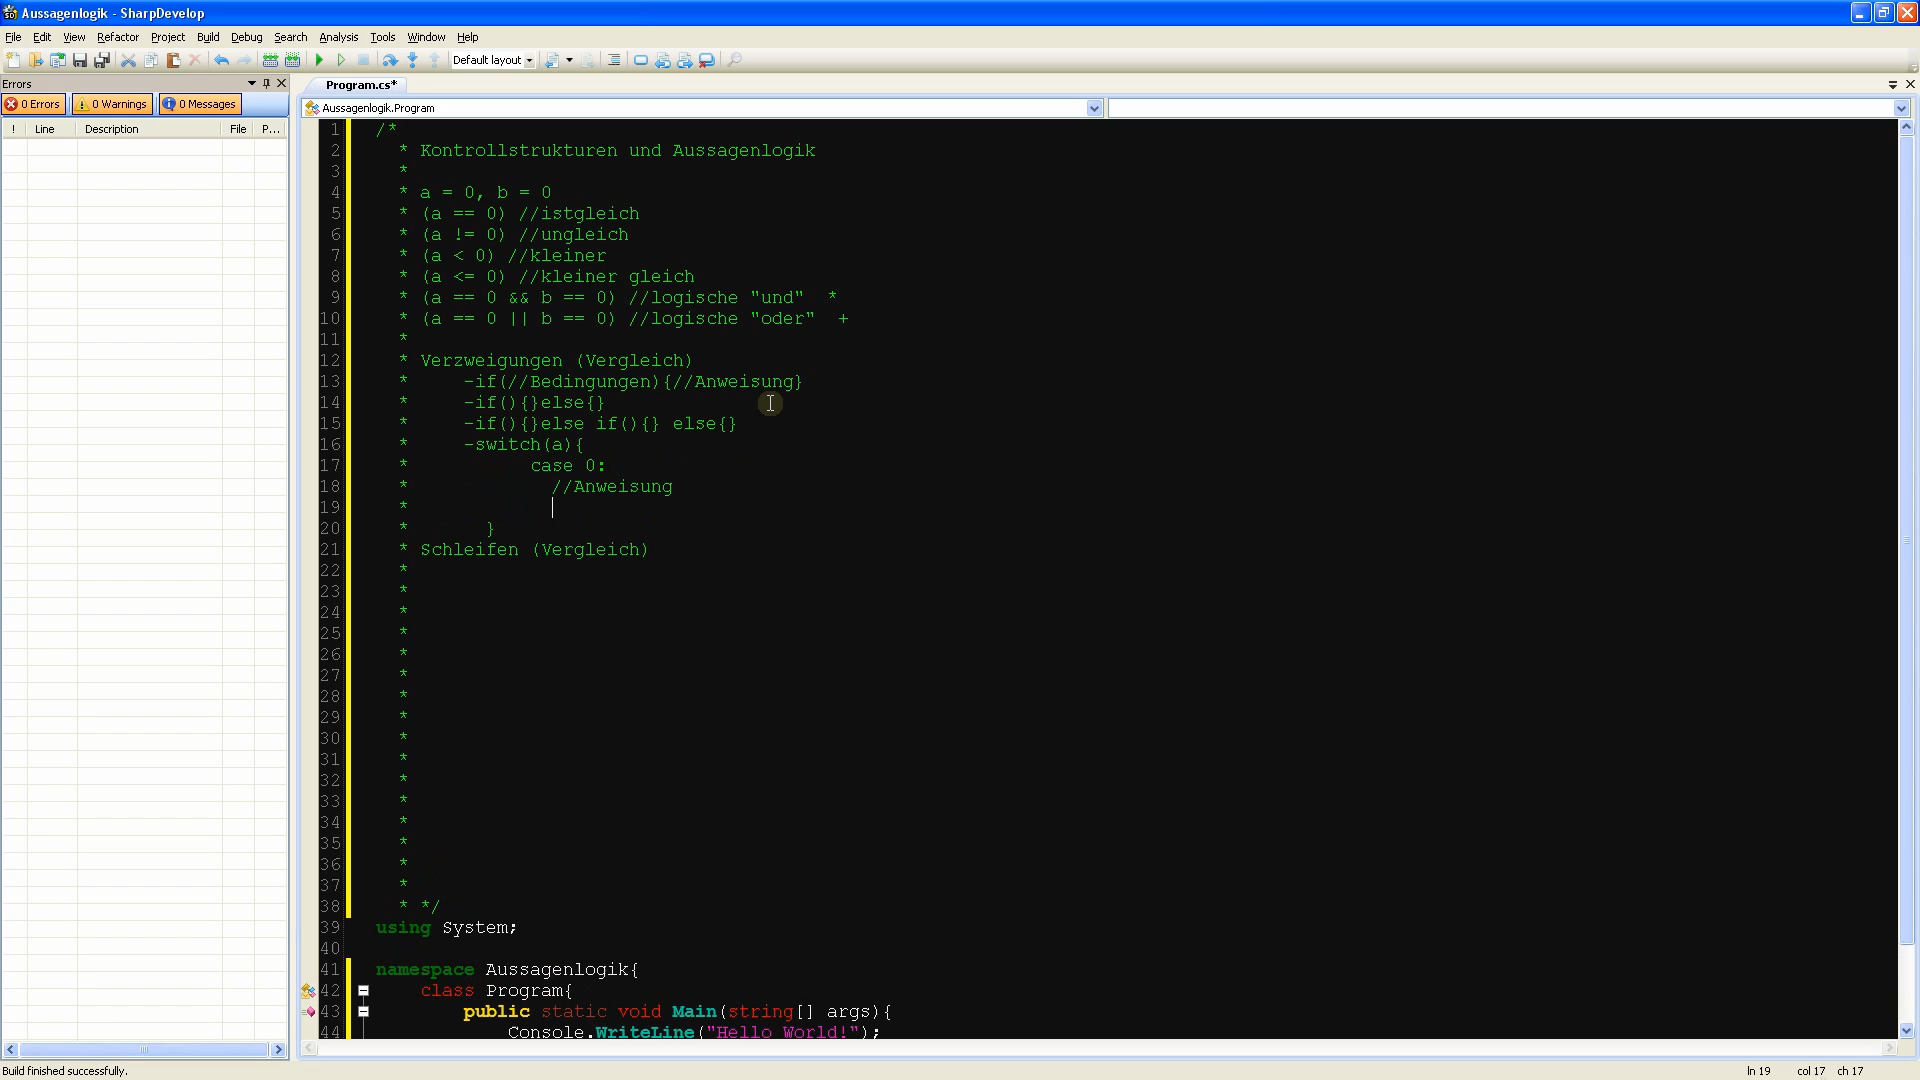 Aussagenlogik - SharpDevelop
File Edit View Refactor Project Build Debug Search Analysis Tools Window Help
Default layout
Errors
Program.cs*
0 Errors 0 Warnings 0 Messages
Aussagenlogik.Program
! Line Description File P...
1 /*
2 * Kontrollstrukturen und Aussagenlogik
3 *
4 * a = 0, b = 0
5 * (a == 0) //istgleich
6 * (a != 0) //ungleich
7 * (a < 0) //kleiner
8 * (a <= 0) //kleiner gleich
9 * (a == 0 && b == 0) //logische "und" *
10 * (a == 0 || b == 0) //logische "oder" +
11 *
12 * Verzweigungen (Vergleich)
13 * -if(//Bedingungen){//Anweisung}
14 * -if(){}else{}
15 * -if(){}else if(){} else{}
16 * -switch(a){
17 * case 0:
18 * //Anweisung
19 *
20 * }
21 * Schleifen (Vergleich)
22 *
23 *
24 *
25 *
26 *
27 *
28 *
29 *
30 *
31 *
32 *
33 *
34 *
35 *
36 *
37 *
38 * */
39 using System;
40
41 namespace Aussagenlogik{
42 class Program{
43 public static void Main(string[] args){
44 Console.WriteLine("Hello World!");
Build finished successfully.
ln 19 col 17 ch 17